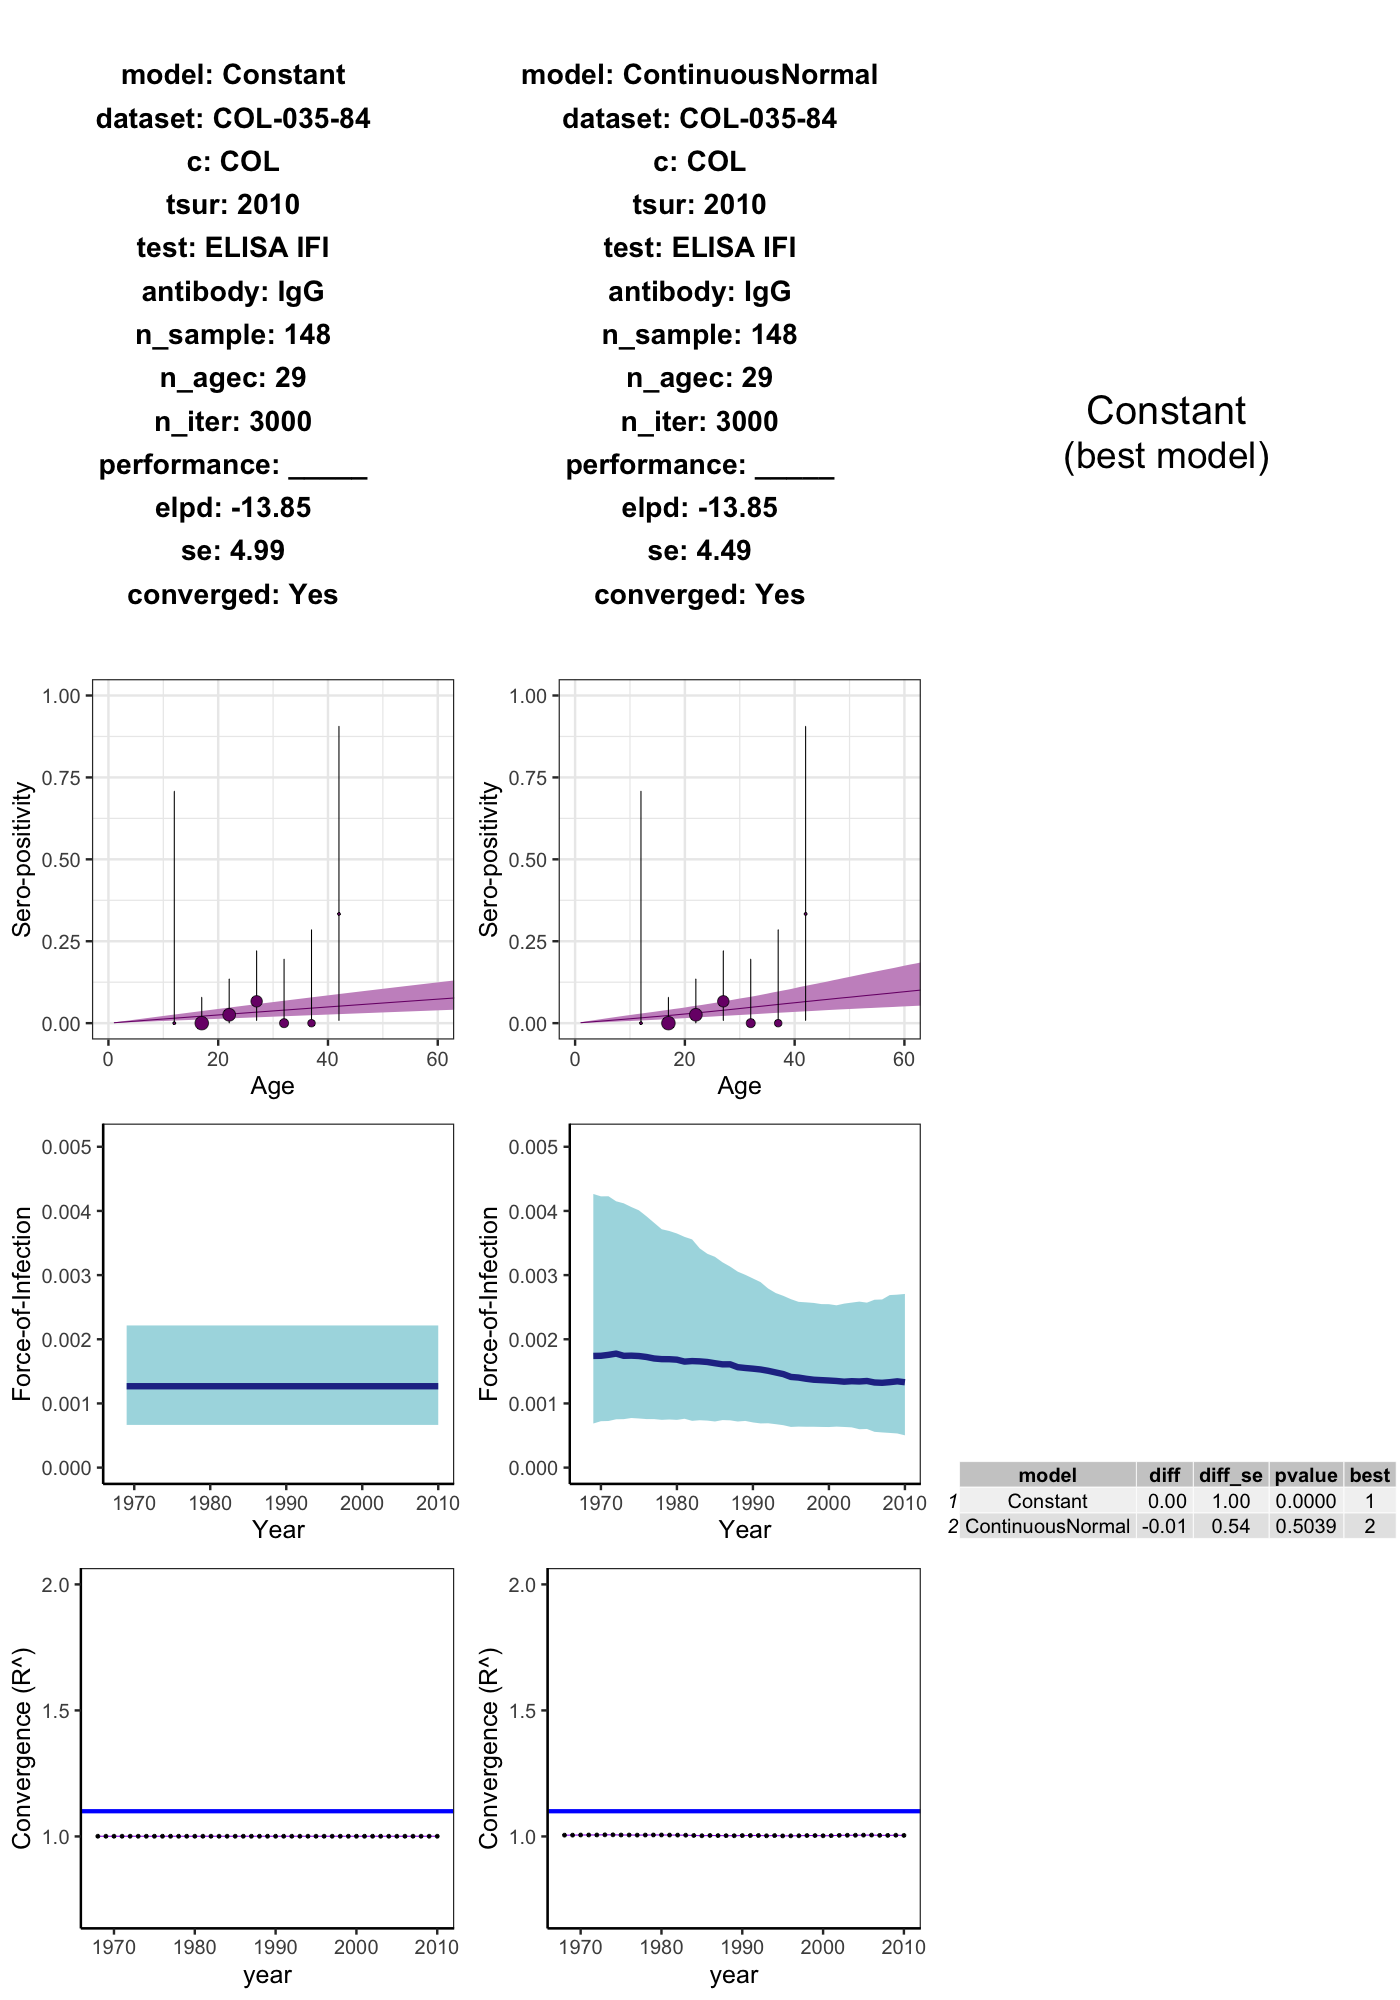 model: Constant
dataset: COL-035-84
c: COL
tsur: 2010
test: ELISA IFI
antibody: IgG
n_sample: 148
n_agec: 29
n_iter: 3000
performance: _____
elpd: -13.85
se: 4.99
converged: Yes
model: ContinuousNormal
dataset: COL-035-84
c: COL
tsur: 2010
test: ELISA IFI
antibody: IgG
n_sample: 148
n_agec: 29
n_iter: 3000
performance: _____
elpd: -13.85
se: 4.49
converged: Yes
Constant
(best model)
Sero-positivity
1.00
0.75
0.50
0.25
0.00
0 20 40 60
Age
Sero-positivity
1.00
0.75
0.50
0.25
0.00
0 20 40 60
Age
Force-of-Infection
0.005
0.004
0.003
0.002
0.001
0.000
1970 1980 1990 2000 2010
Year
Force-of-Infection
0.005
0.004
0.003
0.002
0.001
0.000
1970 1980 1990 2000 2010
Year
model diff diff_se pvalue best
1 Constant 0.00 1.00 0.0000 1
2 ContinuousNormal -0.01 0.54 0.5039 2
Convergence (R^)
2.0
1.5
1.0
1970 1980 1990 2000 2010
year
Convergence (R^)
2.0
1.5
1.0
1970 1980 1990 2000 2010
year